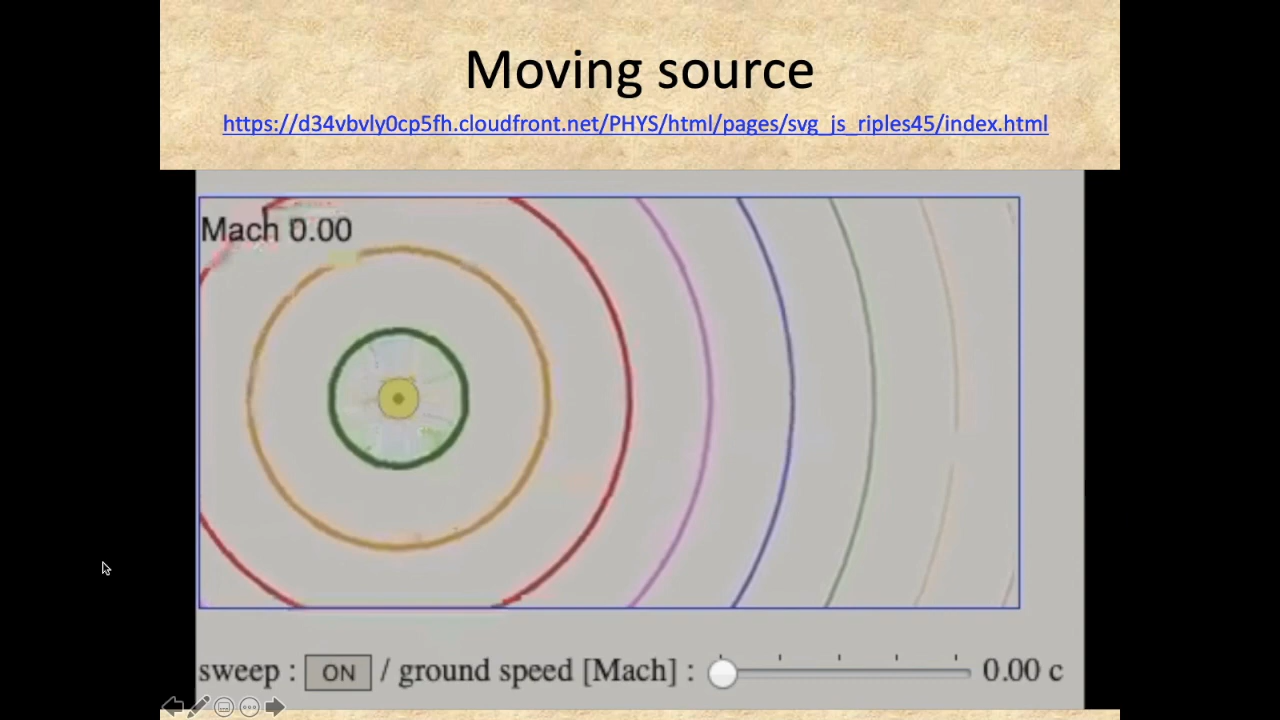 Moving source
https://d34vbvly0cp5fh.cloudfront.net/PHYS/html/pages/svg_js_riples45/index.html
Mach 0.00
sweep : ON / ground speed [Mach] : 0.00 c